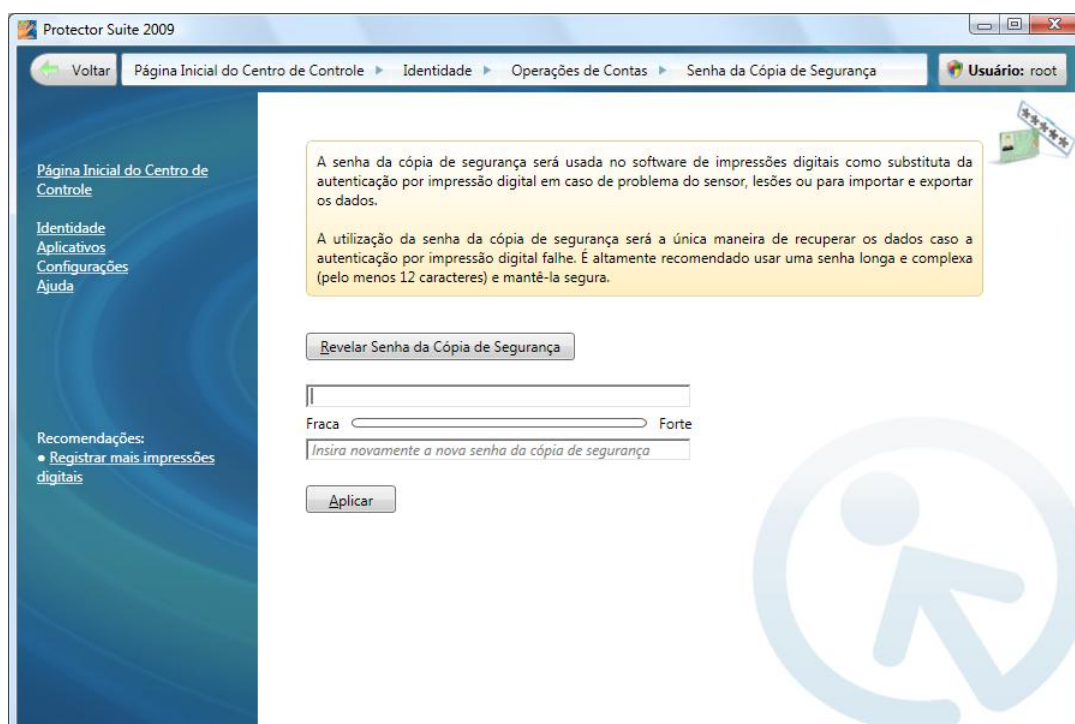 Protector Suite 2009
Voltar
Página Inicial do Centro de Controle
Identidade
Operações de Contas
Senha da Cópia de Segurança
Usuário: root
Página Inicial do Centro de
Controle
Identidade
Aplicativos
Configurações
Ajuda
Recomendações:
• Registrar mais impressões
digitais
A senha da cópia de segurança será usada no software de impressões digitais como substituta da
autenticação por impressão digital em caso de problema do sensor, lesões ou para importar e exportar
os dados.
A utilização da senha da cópia de segurança será a única maneira de recuperar os dados caso a
autenticação por impressão digital falhe. É altamente recomendado usar uma senha longa e complexa
(pelo menos 12 caracteres) e mantê-la segura.
Revelar Senha da Cópia de Segurança
Fraca Forte
Insira novamente a nova senha da cópia de segurança
Aplicar